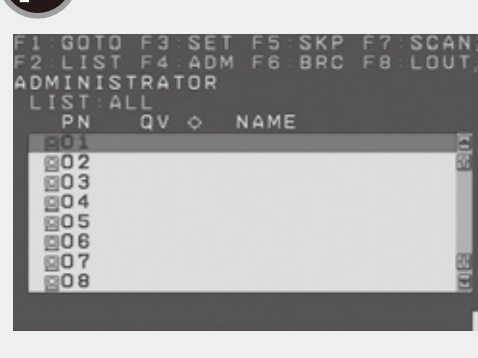 F1:GOTO F3:SET F5:SKP F7:SCAN
F2:LIST F4:ADM F6:BRC F8:LOUT
ADMINISTRATOR
LIST:ALL
PN QV NAME
01
02
03
04
05
06
07
08